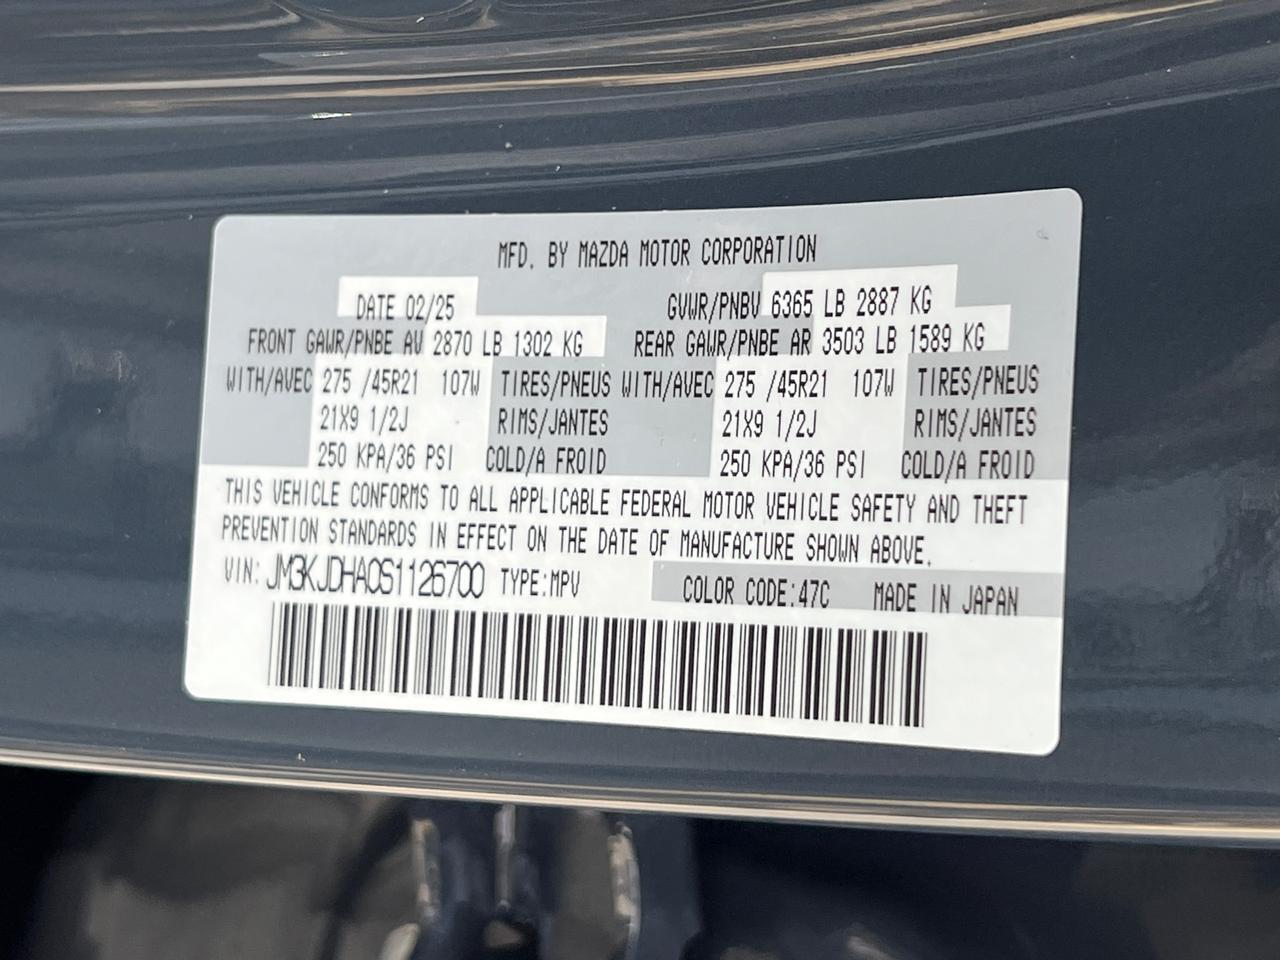 MFD. BY MAZDA MOTOR CORPORATION
DATE 02/25 GVWR/PNBV 6365 LB 2887 KG
FRONT GAWR/PNBE AV 2870 LB 1302 KG REAR GAWR/PNBE AR 3503 LB 1589 KG
WITH/AVEC 275 /45R21 107W TIRES/PNEUS WITH/AVEC 275 /45R21 107W TIRES/PNEUS
21X9 1/2J RIMS/JANTES 21X9 1/2J RIMS/JANTES
250 KPA/36 PSI COLD/A FROID 250 KPA/36 PSI COLD/A FROID
THIS VEHICLE CONFORMS TO ALL APPLICABLE FEDERAL MOTOR VEHICLE SAFETY AND THEFT
PREVENTION STANDARDS IN EFFECT ON THE DATE OF MANUFACTURE SHOWN ABOVE.
VIN: JM3KJDHA0S1126700 TYPE:MPV COLOR CODE:47C MADE IN JAPAN